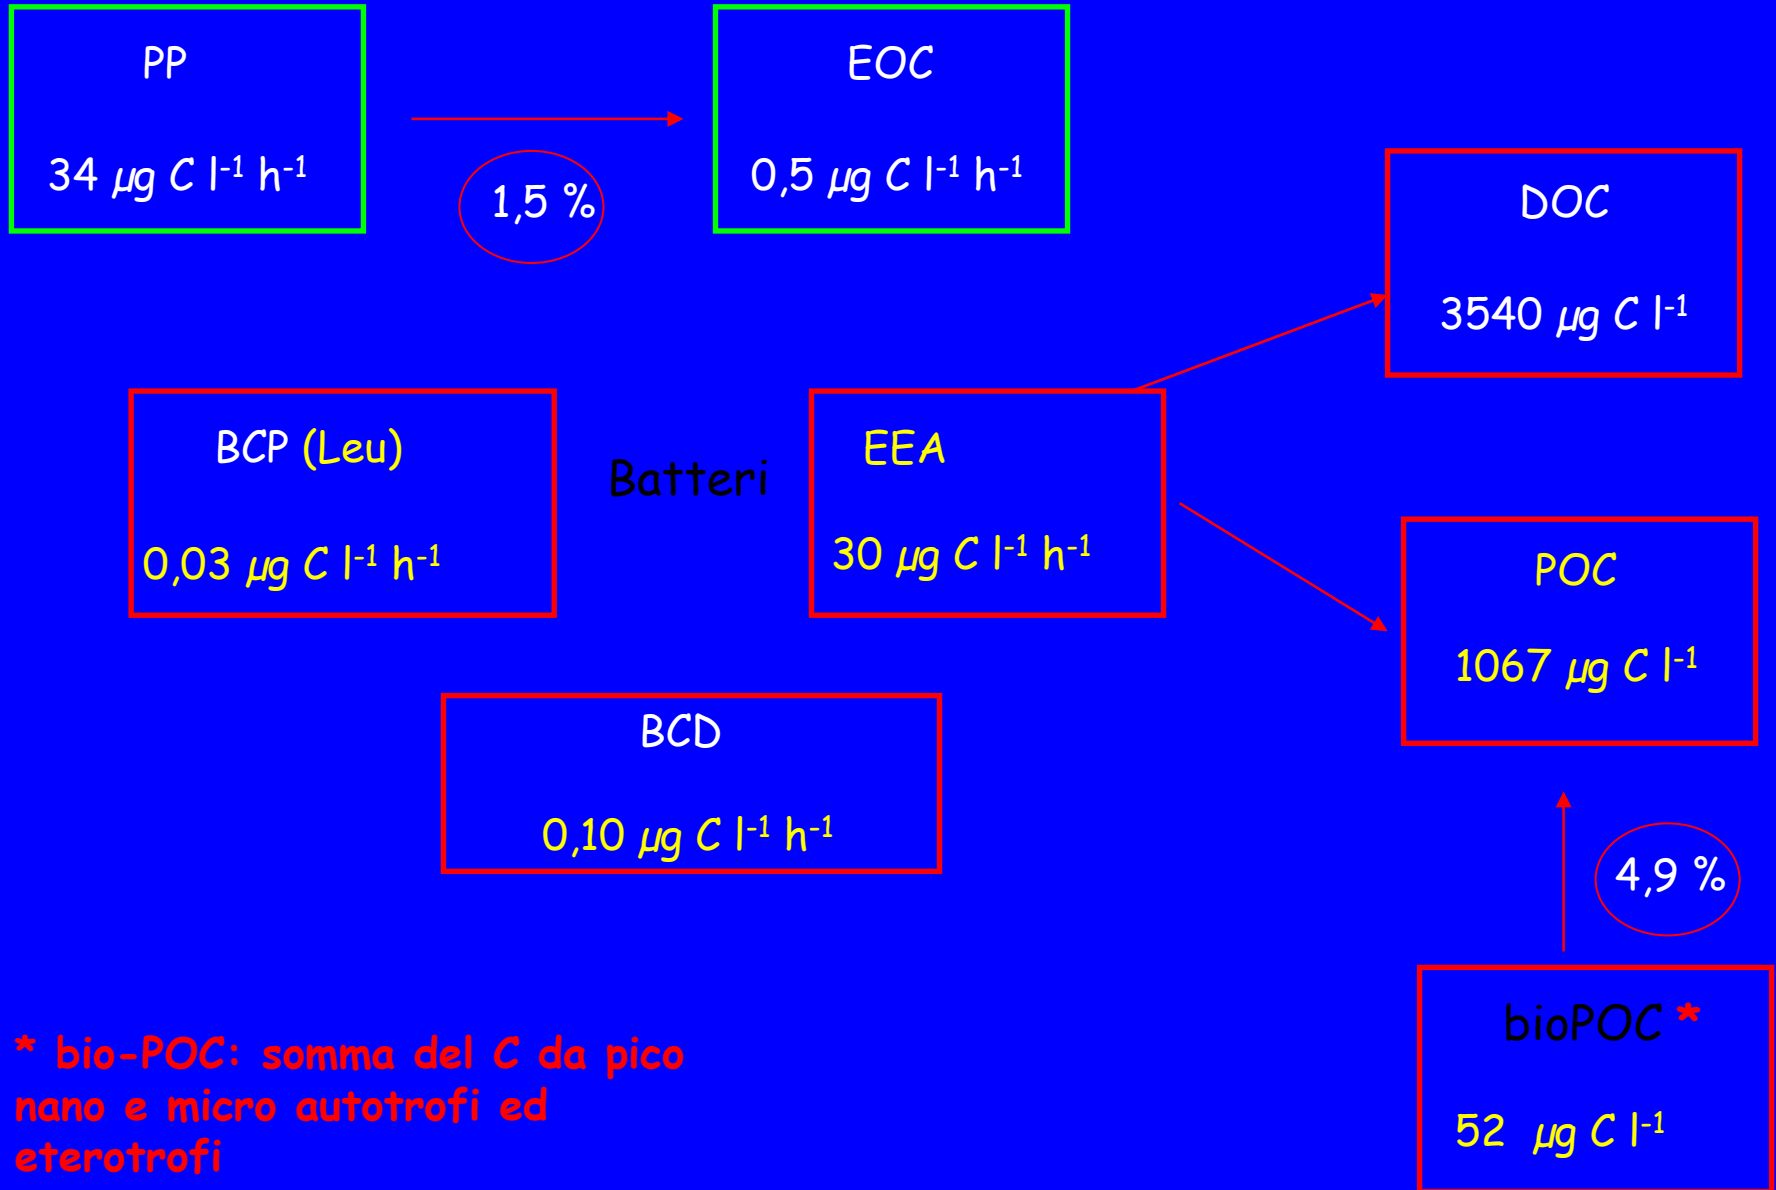 PP
34 µg C l⁻¹ h⁻¹
1,5 %
EOC
0,5 µg C l⁻¹ h⁻¹
DOC
3540 µg C l⁻¹
BCP (Leu)
0,03 µg C l⁻¹ h⁻¹
Batteri
EEA
30 µg C l⁻¹ h⁻¹
POC
1067 µg C l⁻¹
BCD
0,10 µg C l⁻¹ h⁻¹
4,9 %
bioPOC *
52 µg C l⁻¹
* bio-POC: somma del C da pico
nano e micro autotrofi ed
eterotrofi